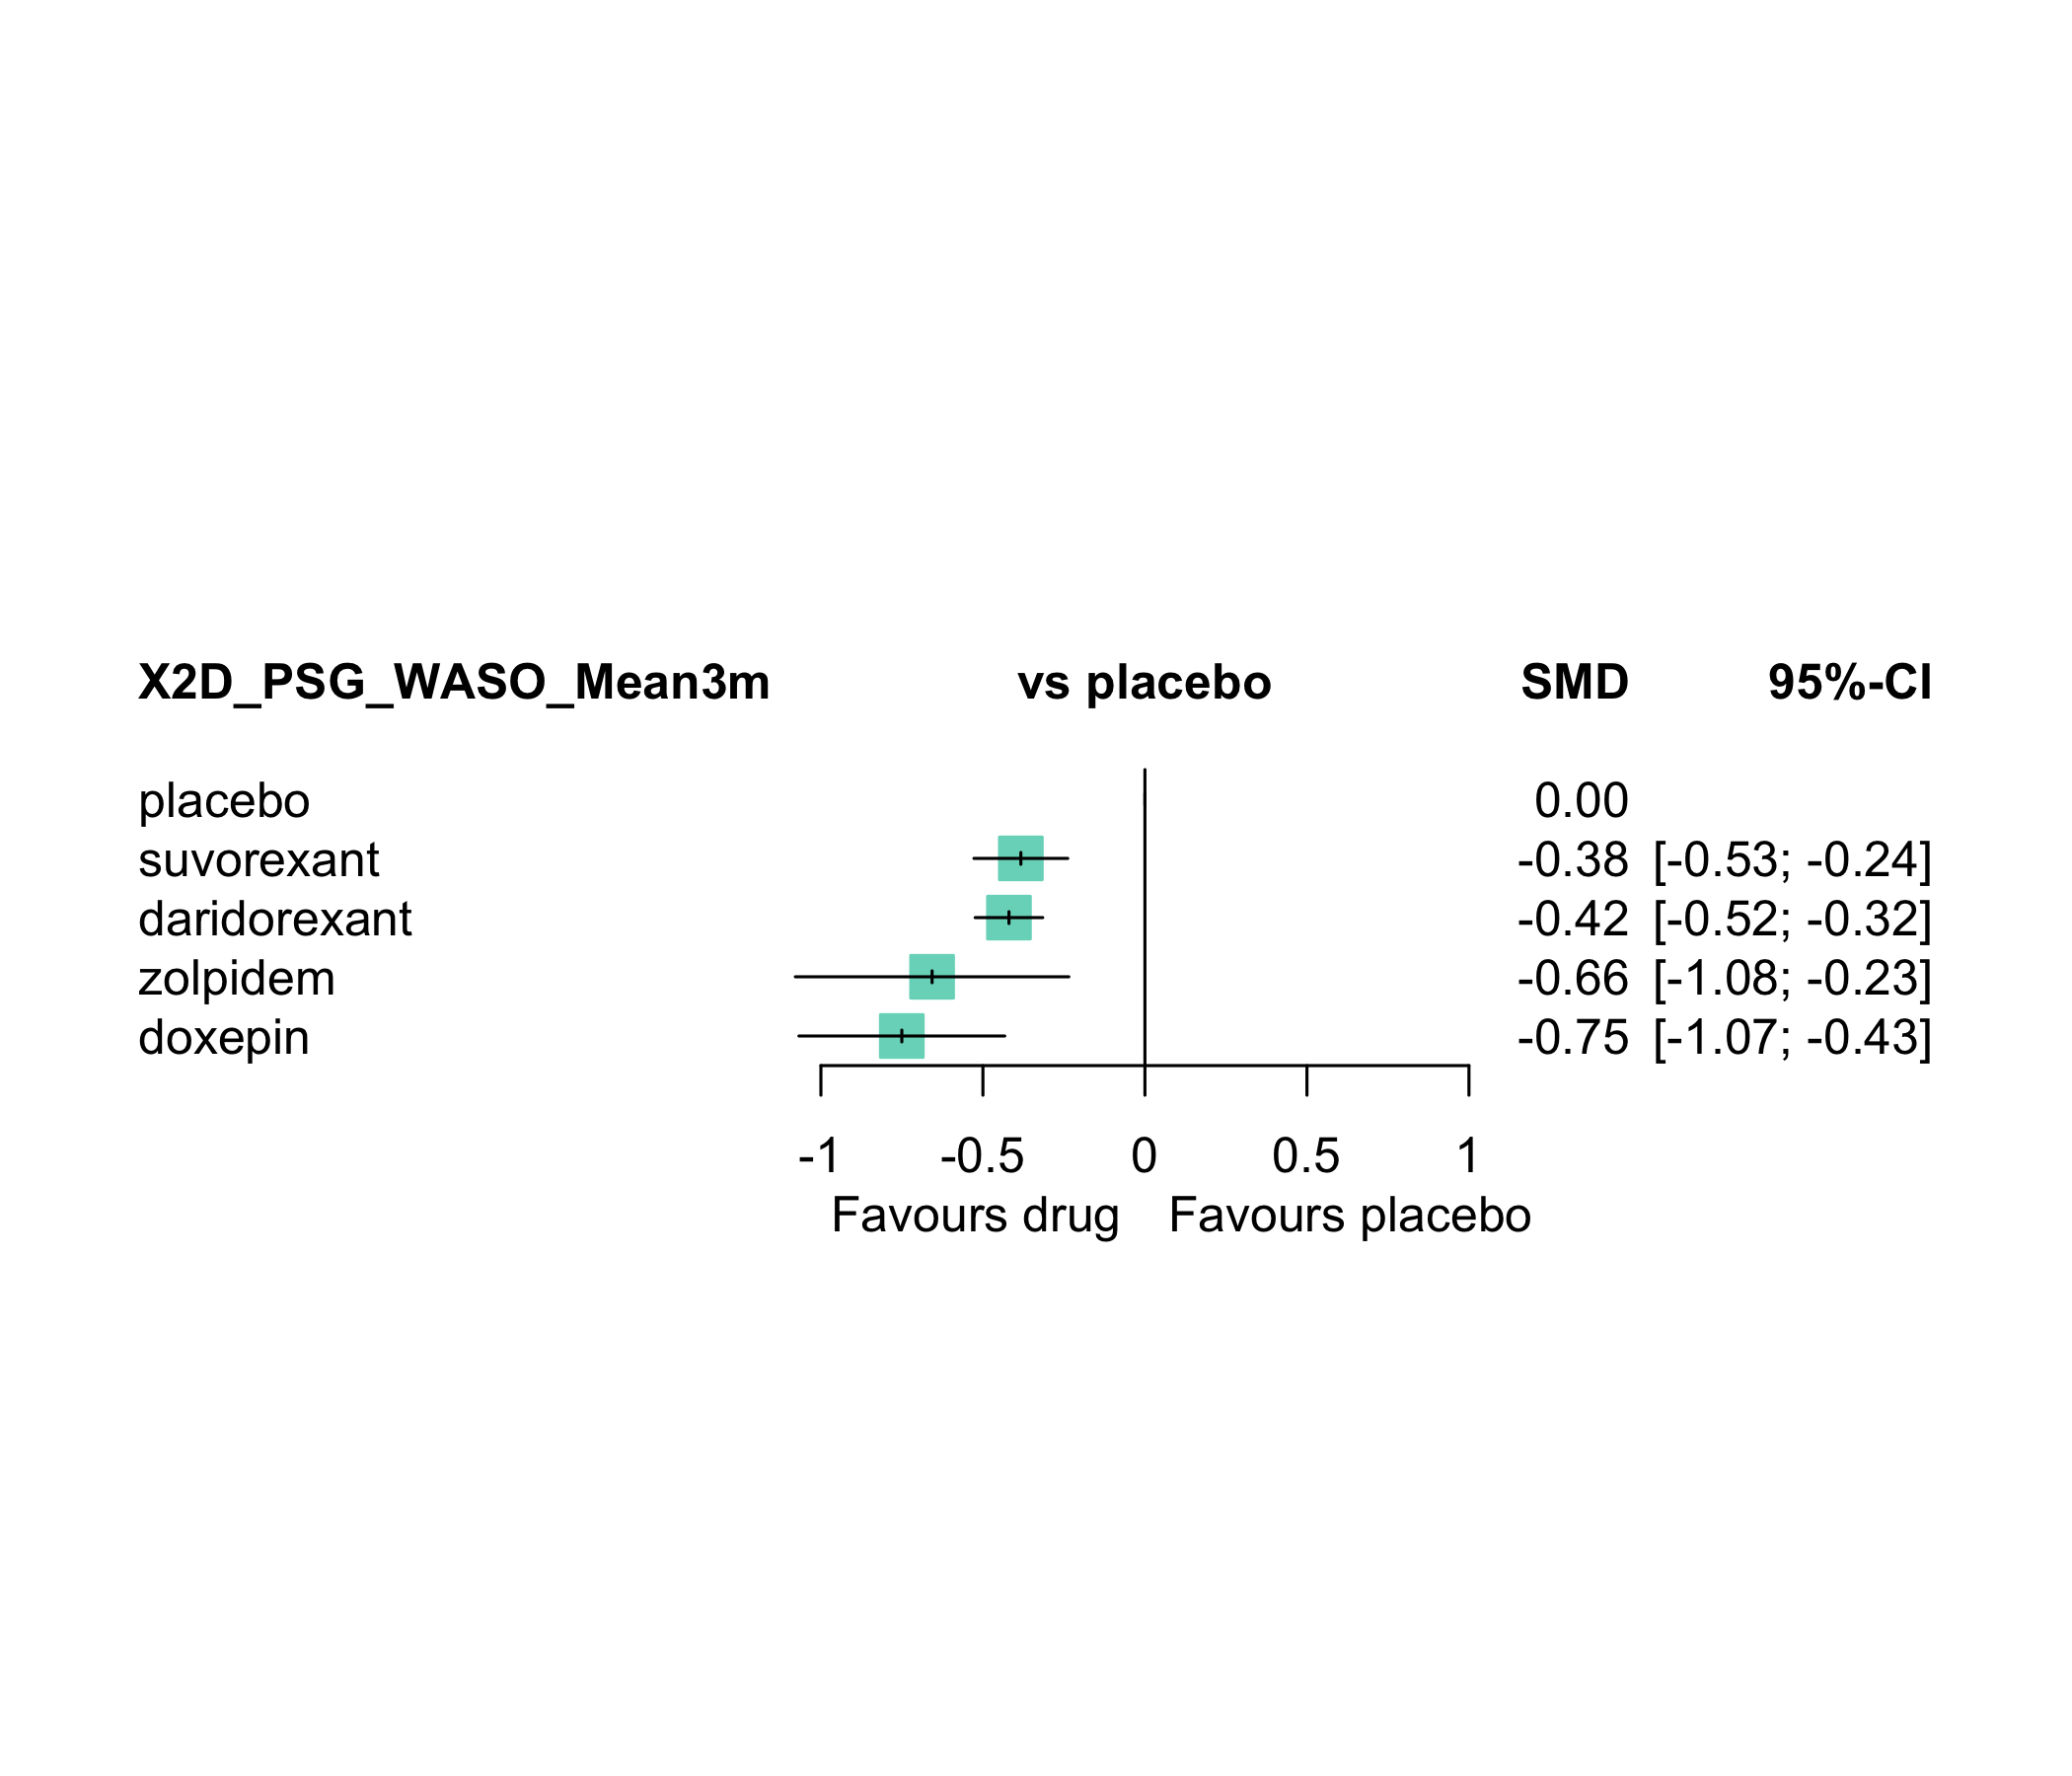 X2D_PSG_WASO_Mean3m vs placebo SMD 95%-CI
placebo 0.00
suvorexant -0.38 [-0.53; -0.24]
daridorexant -0.42 [-0.52; -0.32]
zolpidem -0.66 [-1.08; -0.23]
doxepin -0.75 [-1.07; -0.43]
-1 -0.5 0 0.5 1
Favours drug Favours placebo